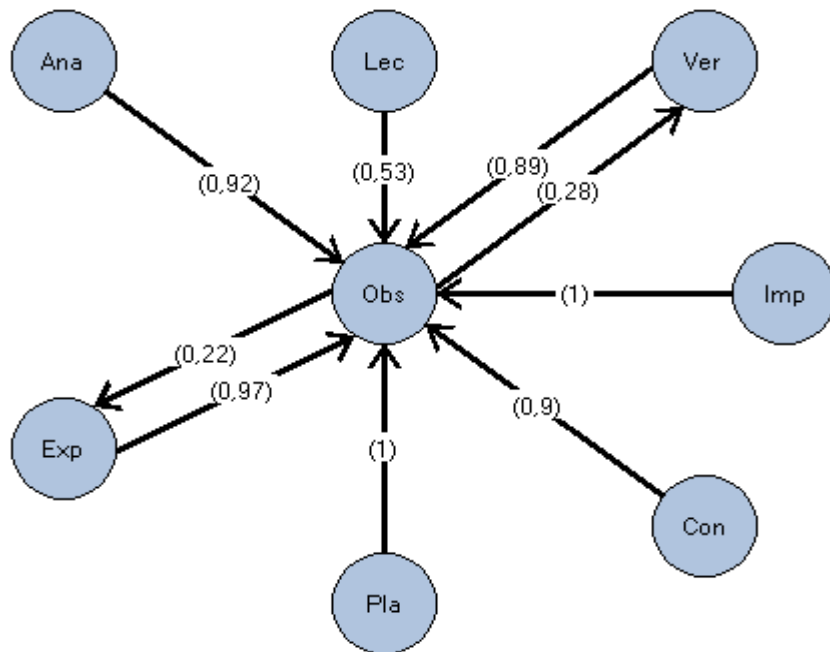 Ana
Lec
Ver
(0,92)
(0,53)
(0,89)
(0,28)
Obs
(1)
Imp
(0,22)
(0,97)
(0,9)
Exp
(1)
Con
Pla